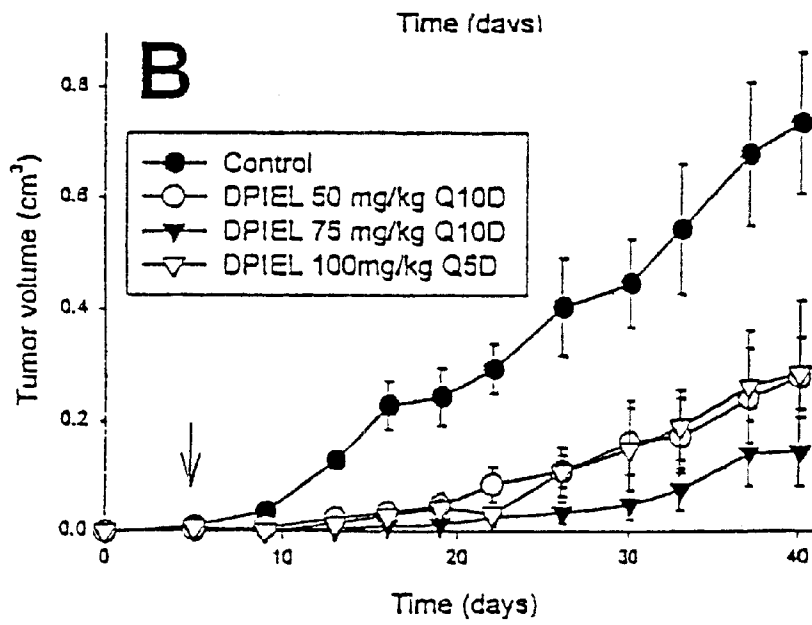 Time (days)
B
Control
DPIEL 50 mg/kg Q10D
DPIEL 75 mg/kg Q10D
DPIEL 100mg/kg Q5D
Tumor volume (cm³)
0.8
0.6
0.4
0.2
0.0
0
10
20
30
40
Time (days)